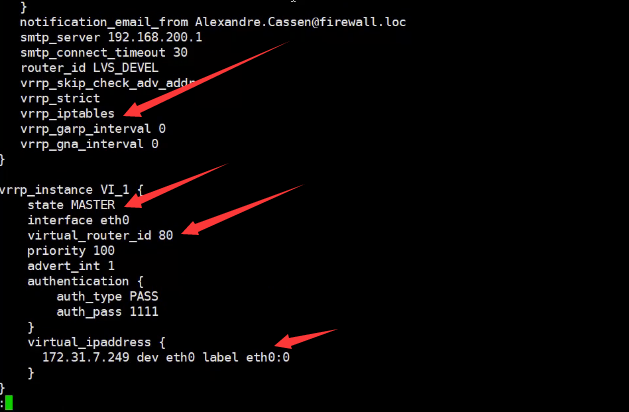 }
notification_email_from Alexandre.Cassen@firewall.loc
smtp_server 192.168.200.1
smtp_connect_timeout 30
router_id LVS_DEVEL
vrrp_skip_check_adv_addr
vrrp_strict
vrrp_iptables
vrrp_garp_interval 0
vrrp_gna_interval 0
}
vrrp_instance VI_1 {
state MASTER
interface eth0
virtual_router_id 80
priority 100
advert_int 1
authentication {
auth_type PASS
auth_pass 1111
}
virtual_ipaddress {
172.31.7.249 dev eth0 label eth0:0
}
}
: